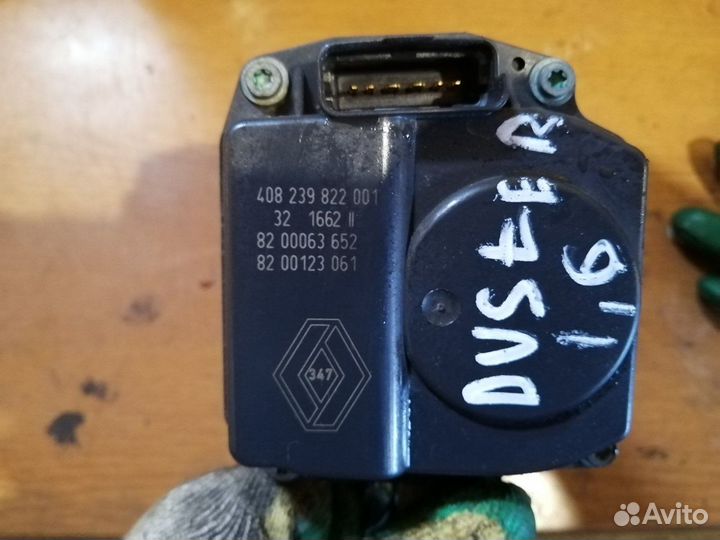 408 239 822 001
32 1662 II
82 00063 652
82 00123 061
347
DUSTER
1,6
Avito